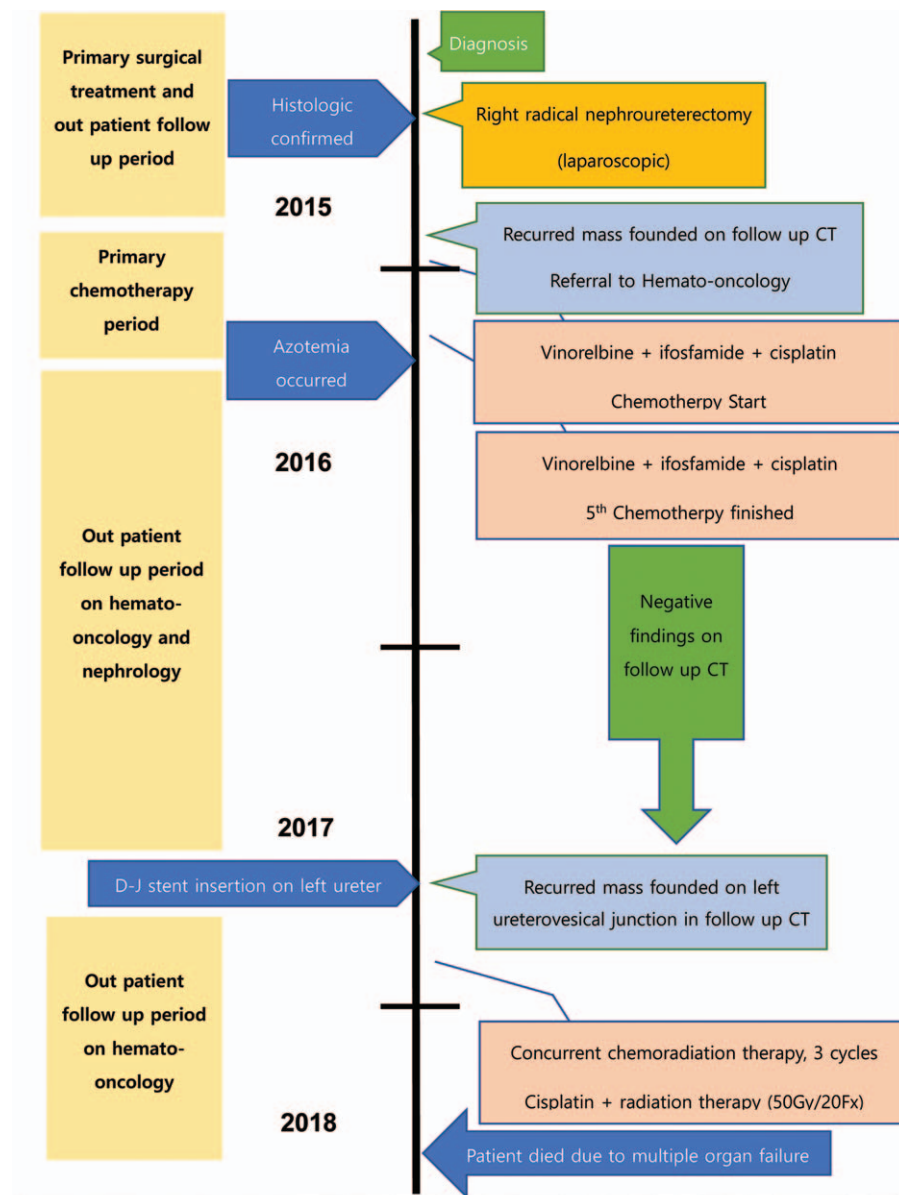 Primary surgical
treatment and
out patient follow
up period
Histologic
confirmed
Diagnosis
Right radical nephroureterectomy
(laparoscopic)
2015
Recurred mass founded on follow up CT
Referral to Hemato-oncology
Primary
chemotherapy
period
Azotemia
occurred
Vinorelbine + ifosfamide + cisplatin
Chemotherpy Start
2016
Vinorelbine + ifosfamide + cisplatin
5th Chemotherpy finished
Out patient
follow up period
on hemato-
oncology and
nephrology
Negative
findings on
follow up CT
2017
D-J stent insertion on left ureter
Recurred mass founded on left
ureterovesical junction in follow up CT
Out patient
follow up period
on hemato-
oncology
Concurrent chemoradiation therapy, 3 cycles
Cisplatin + radiation therapy (50Gy/20Fx)
2018
Patient died due to multiple organ failure